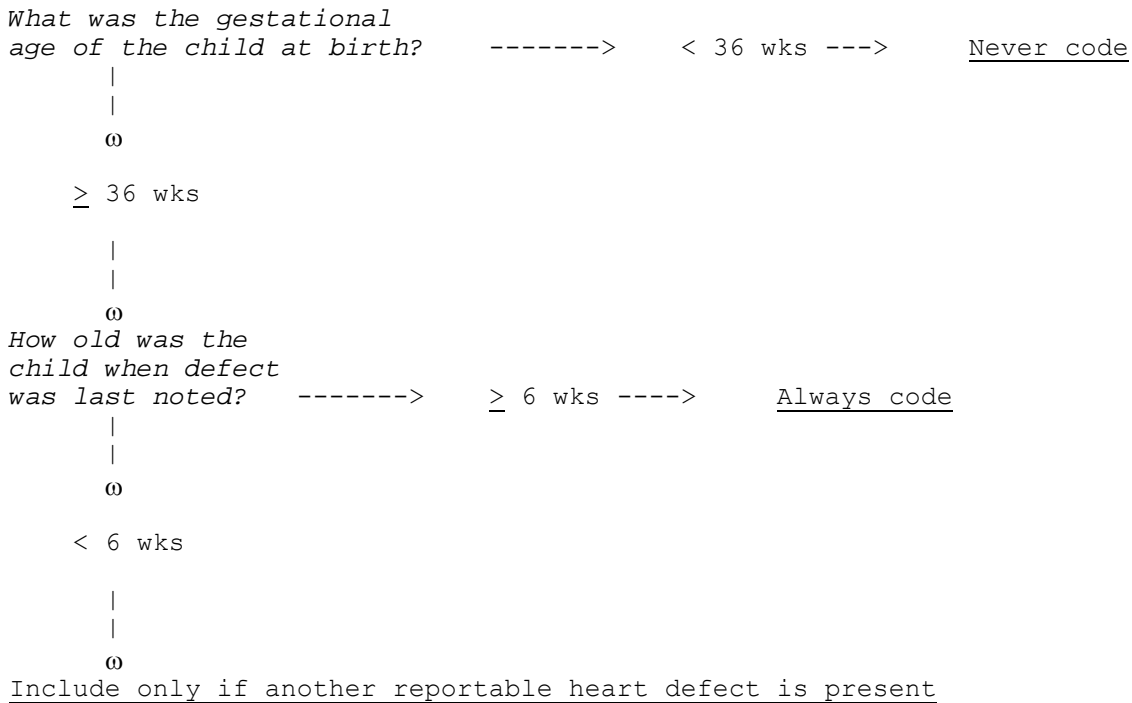 What was the gestational
age of the child at birth? -------> < 36 wks ---> Never code
|
|
ω
≥ 36 wks
|
|
ω
How old was the
child when defect
was last noted? -------> ≥ 6 wks ----> Always code
|
|
ω
< 6 wks
|
|
ω
Include only if another reportable heart defect is present